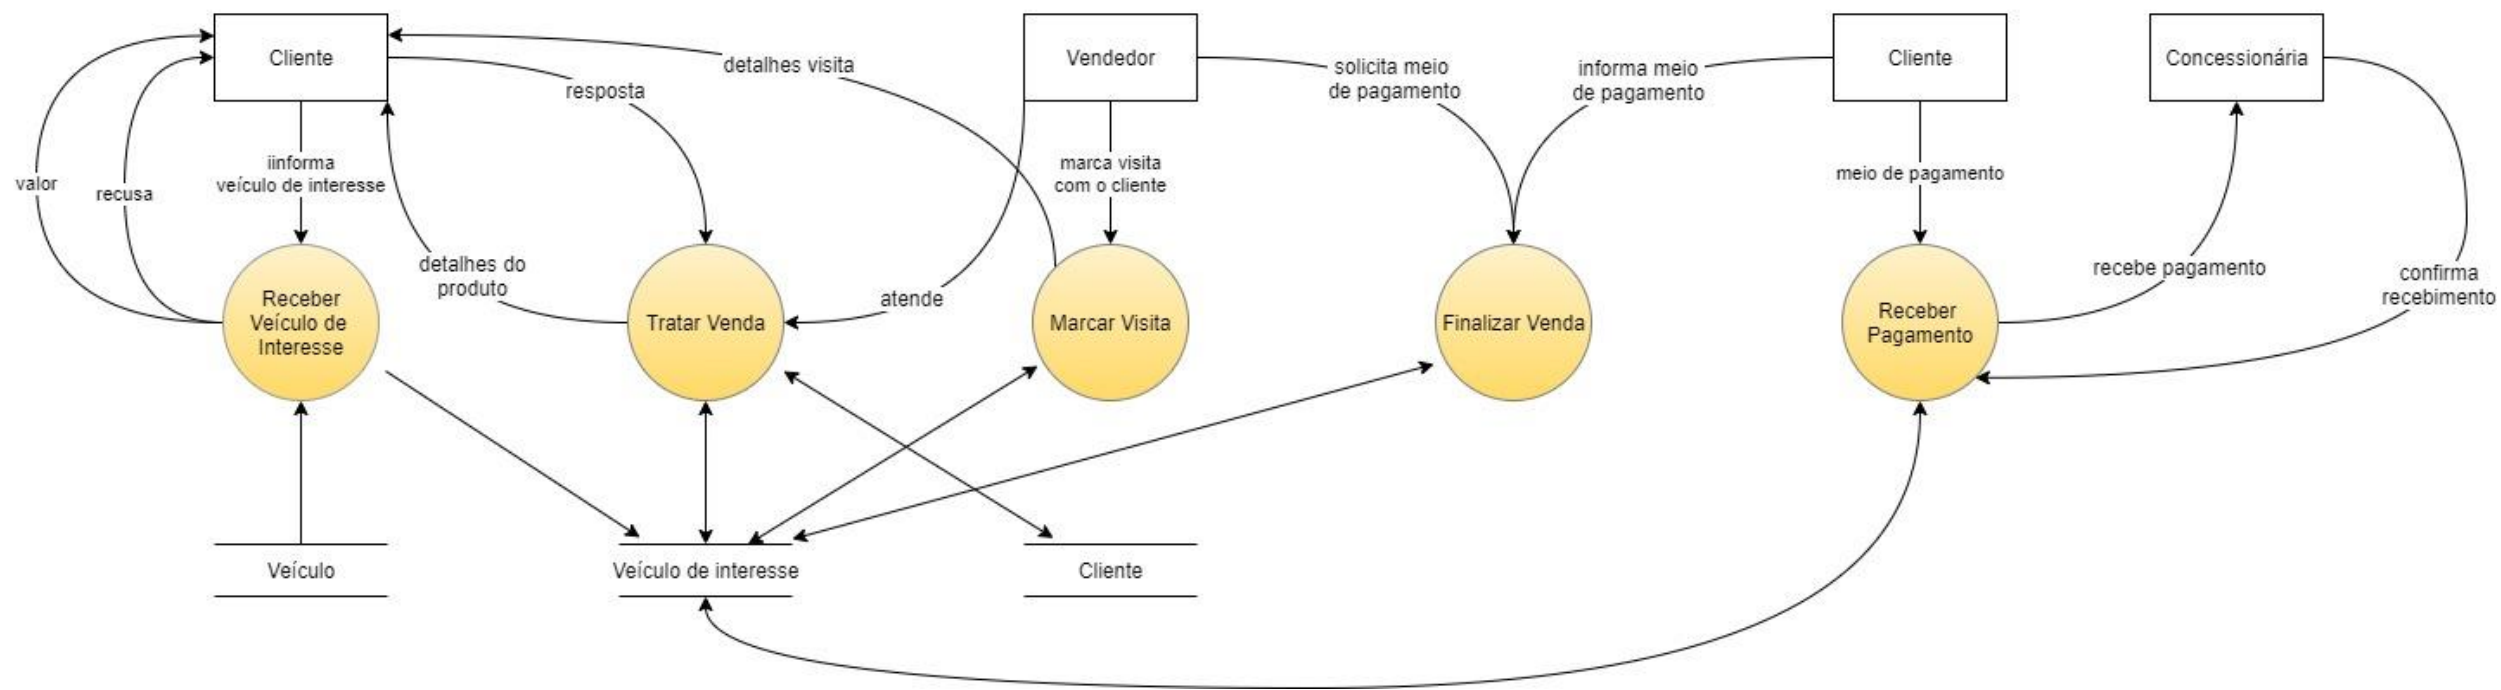 Cliente
Vendedor
Cliente
Concessionária
detalhes visita
resposta
solicita meio
de pagamento
informa meio
de pagamento
valor
recusa
iinforma
veículo de interesse
marca visita
com o cliente
meio de pagamento
detalhes do
produto
atende
recebe pagamento
confirma
recebimento
Receber
Veículo de
Interesse
Tratar Venda
Marcar Visita
Finalizar Venda
Receber
Pagamento
Veículo
Veículo de interesse
Cliente